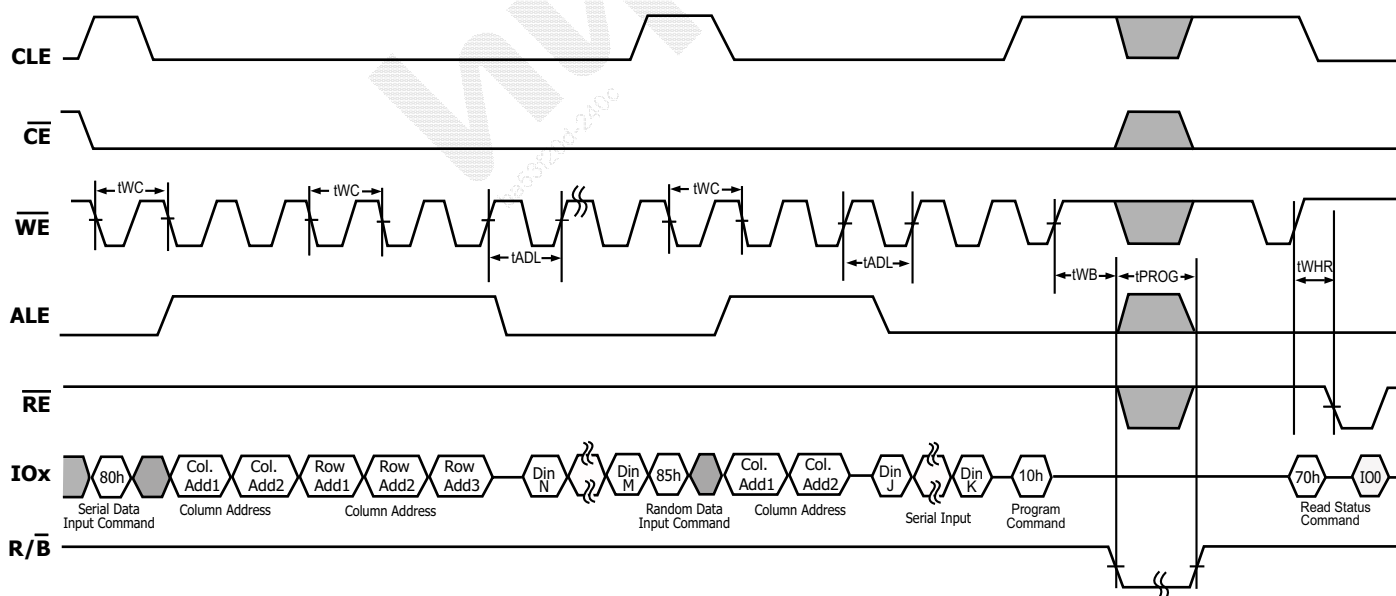 CLE
CE
tWC
tWC
tWC
WE
tADL
tADL
tWB
tPROG
tWHR
ALE
RE
IOx
80h
Col. Add1
Col. Add2
Row Add1
Row Add2
Row Add3
Din N
Din M
85h
Col. Add1
Col. Add2
Din J
Din K
10h
70h
I00
Serial Data
Input Command
Column Address
Column Address
Random Data
Input Command
Column Address
Serial Input
Program
Command
Read Status
Command
R/B